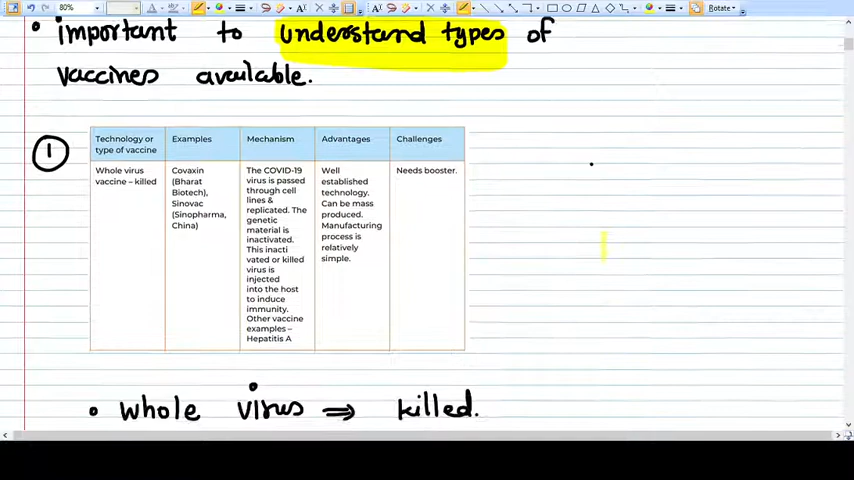 80%
Rotate
• important to understand types of
vaccines available.
1
Technology or
type of vaccine
Examples
Mechanism
Advantages
Challenges
Whole virus
vaccine – killed
Covaxin
(Bharat
Biotech),
Sinovac
(Sinopharma,
China)
The COVID-19
virus is passed
through cell
lines &
replicated. The
genetic
material is
inactivated.
This inacti
vated or killed
virus is
injected
into the host
to induce
immunity.
Other vaccine
examples –
Hepatitis A
Well
established
technology.
Can be mass
produced.
Manufacturing
process is
relatively
simple.
Needs booster.
• whole virus ⇒ killed.